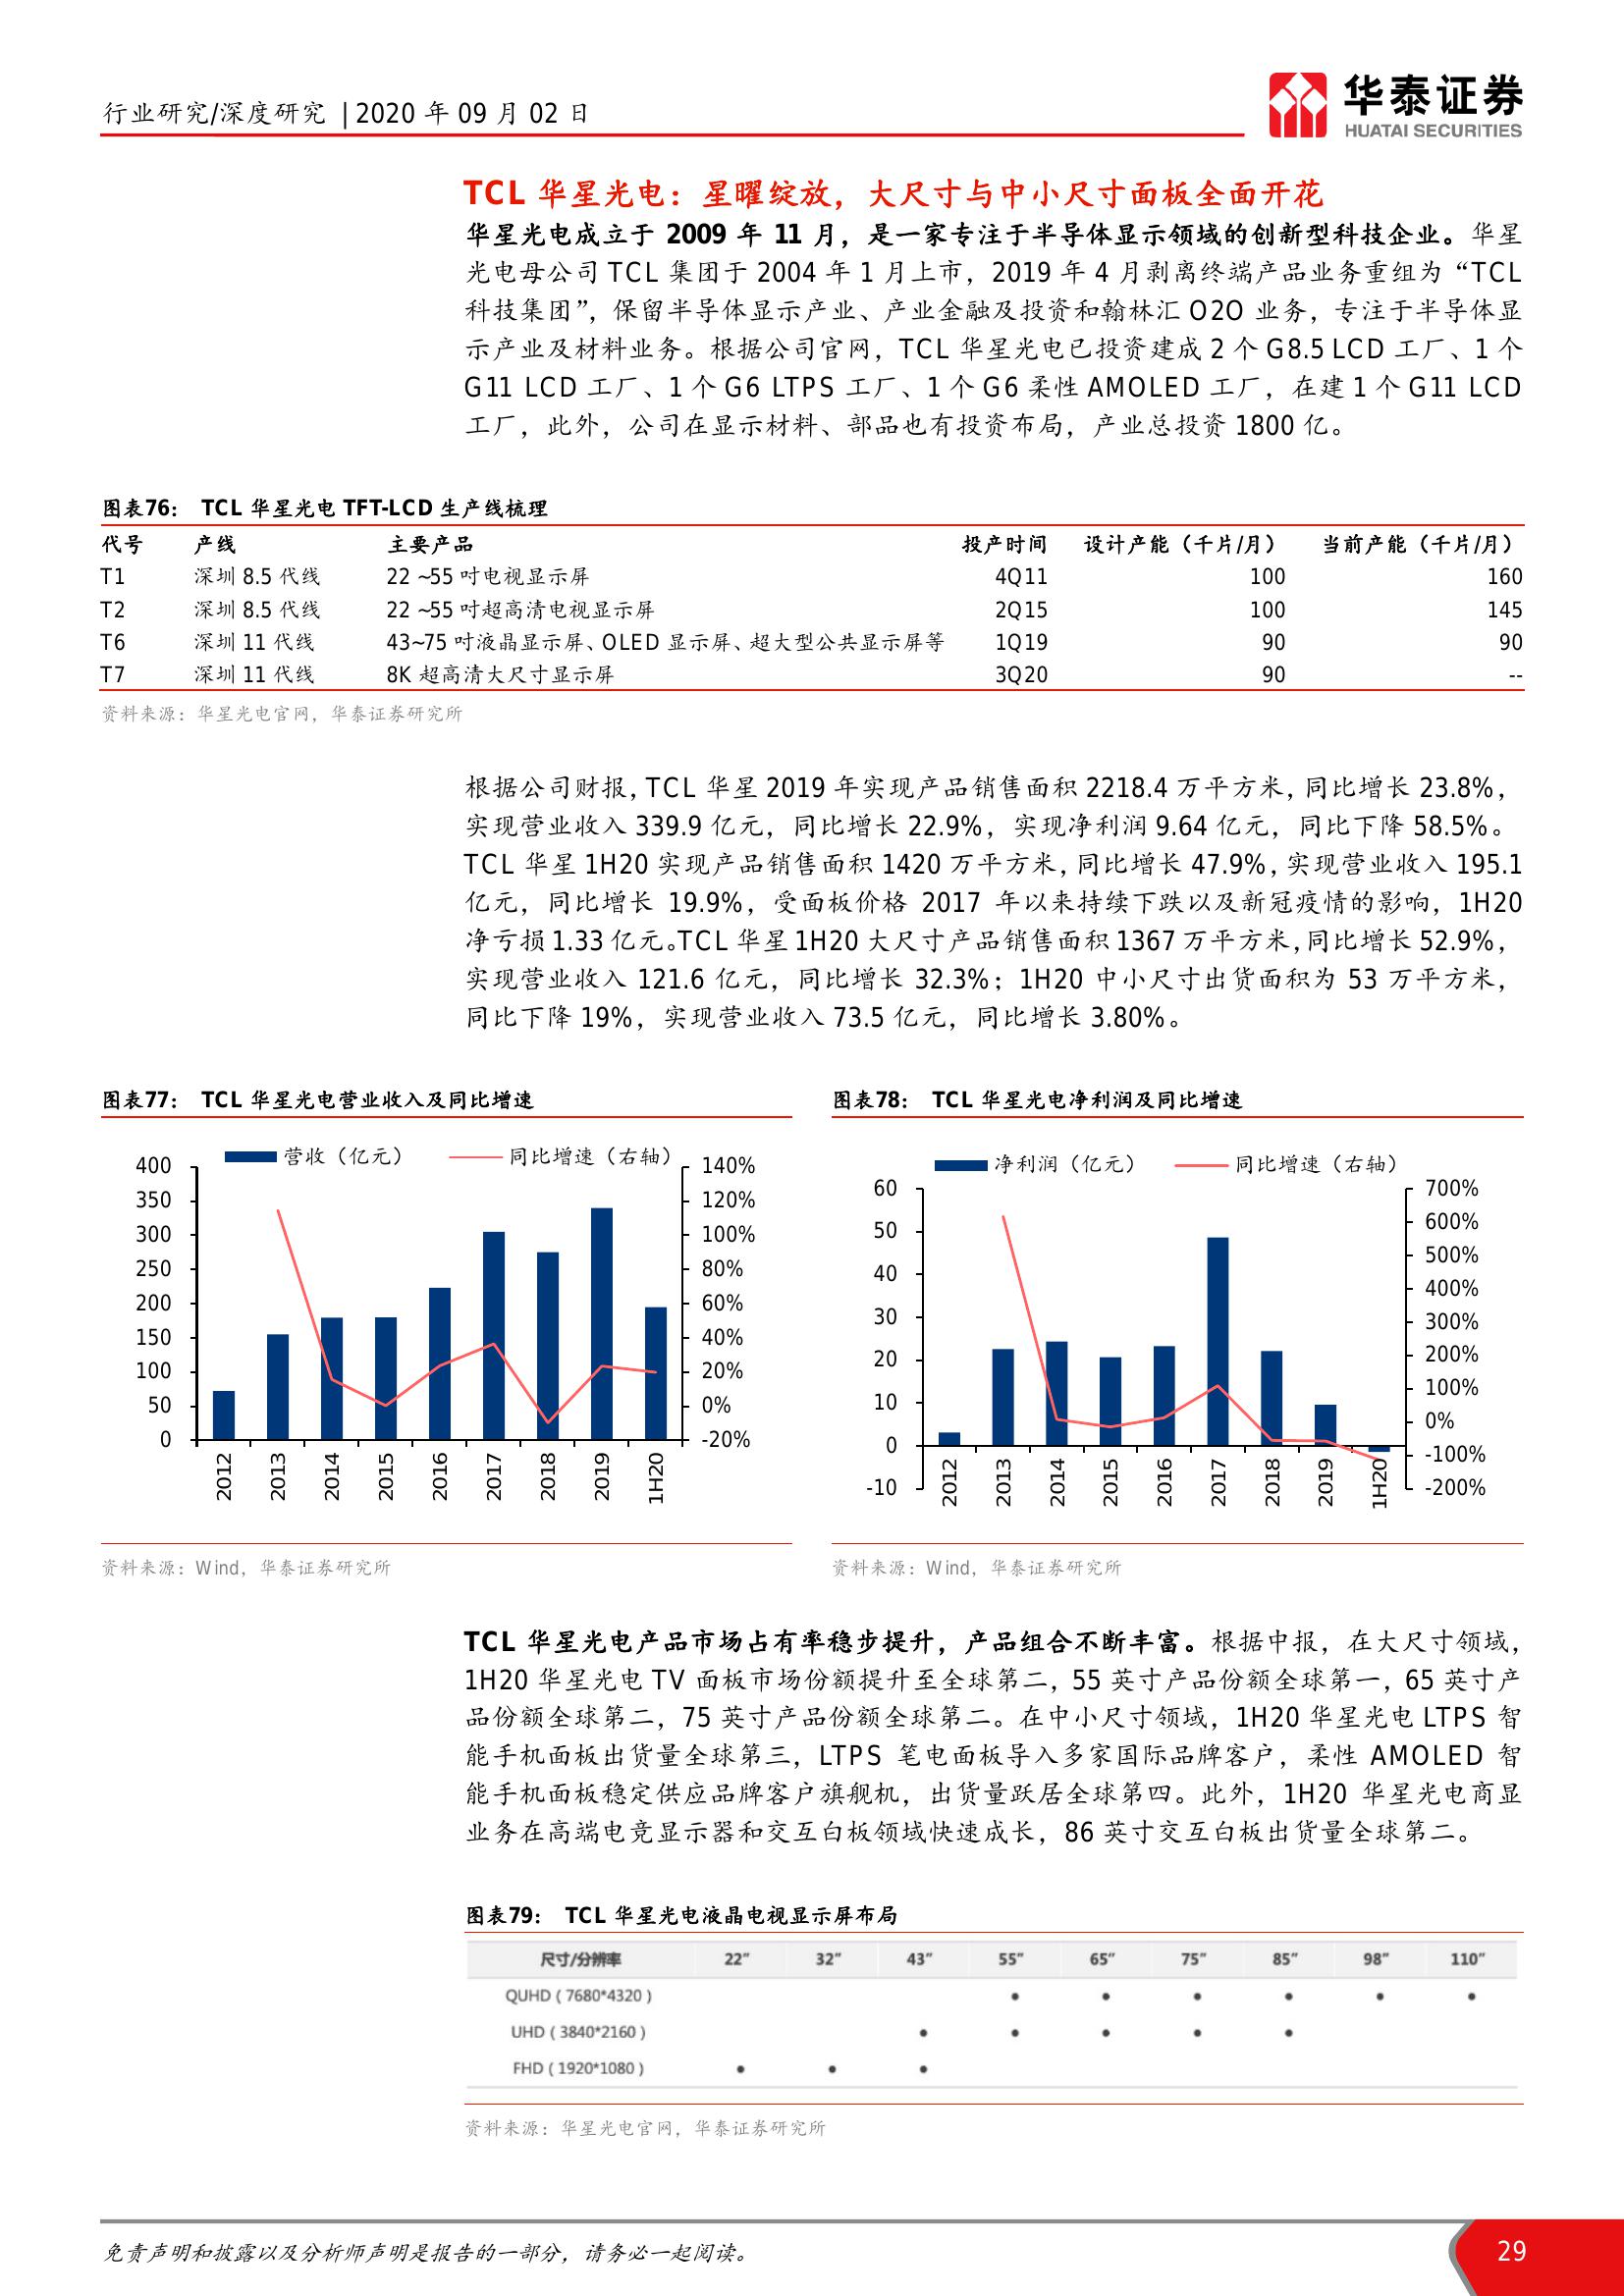 行业研究/深度研究 | 2020 年 09 月 02 日
华泰证券
HUATAI SECURITIES
TCL 华星光电：星曜绽放，大尺寸与中小尺寸面板全面开花
华星光电成立于 2009 年 11 月，是一家专注于半导体显示领域的创新型科技企业。华星
光电母公司 TCL 集团于 2004 年 1 月上市，2019 年 4 月剥离终端产品业务重组为“TCL
科技集团”，保留半导体显示产业、产业金融及投资和翰林汇 O2O 业务，专注于半导体显
示产业及材料业务。根据公司官网，TCL 华星光电已投资建成 2 个 G8.5 LCD 工厂、1 个
G11 LCD 工厂、1 个 G6 LTPS 工厂、1 个 G6 柔性 AMOLED 工厂，在建 1 个 G11 LCD
工厂，此外，公司在显示材料、部品也有投资布局，产业总投资 1800 亿。
图表76： TCL 华星光电 TFT-LCD 生产线梳理
代号 产线 主要产品 投产时间 设计产能（千片/月） 当前产能（千片/月）
T1 深圳 8.5 代线 22 ~55 吋电视显示屏 4Q11 100 160
T2 深圳 8.5 代线 22 ~55 吋超高清电视显示屏 2Q15 100 145
T6 深圳 11 代线 43~75 吋液晶显示屏、OLED 显示屏、超大型公共显示屏等 1Q19 90 90
T7 深圳 11 代线 8K 超高清大尺寸显示屏 3Q20 90 --
资料来源：华星光电官网，华泰证券研究所
根据公司财报，TCL 华星 2019 年实现产品销售面积 2218.4 万平方米，同比增长 23.8%，
实现营业收入 339.9 亿元，同比增长 22.9%，实现净利润 9.64 亿元，同比下降 58.5%。
TCL 华星 1H20 实现产品销售面积 1420 万平方米，同比增长 47.9%，实现营业收入 195.1
亿元，同比增长 19.9%，受面板价格 2017 年以来持续下跌以及新冠疫情的影响，1H20
净亏损 1.33 亿元。TCL 华星 1H20 大尺寸产品销售面积 1367 万平方米，同比增长 52.9%，
实现营业收入 121.6 亿元，同比增长 32.3%；1H20 中小尺寸出货面积为 53 万平方米，
同比下降 19%，实现营业收入 73.5 亿元，同比增长 3.80%。
图表77： TCL 华星光电营业收入及同比增速
营收（亿元） 同比增速（右轴）
400 140%
350 120%
300 100%
250 80%
200 60%
150 40%
100 20%
50 0%
0 -20%
2012 2013 2014 2015 2016 2017 2018 2019 1H20
资料来源：Wind，华泰证券研究所
图表78： TCL 华星光电净利润及同比增速
净利润（亿元） 同比增速（右轴）
60 50 40 30 20 10 0 -10
700% 600% 500% 400% 300% 200% 100% 0% -100% -200%
2012 2013 2014 2015 2016 2017 2018 2019 1H20
资料来源：Wind，华泰证券研究所
TCL 华星光电产品市场占有率稳步提升，产品组合不断丰富。根据中报，在大尺寸领域，
1H20 华星光电 TV 面板市场份额提升至全球第二，55 英寸产品份额全球第一，65 英寸产
品份额全球第二，75 英寸产品份额全球第二。在中小尺寸领域，1H20 华星光电 LTPS 智
能手机面板出货量全球第三，LTPS 笔电面板导入多家国际品牌客户，柔性 AMOLED 智
能手机面板稳定供应品牌客户旗舰机，出货量跃居全球第四。此外，1H20 华星光电商显
业务在高端电竞显示器和交互白板领域快速成长，86 英寸交互白板出货量全球第二。
图表79： TCL 华星光电液晶电视显示屏布局
尺寸/分辨率 22″ 32″ 43″ 55″ 65″ 75″ 85″ 98″ 110″
QUHD ( 7680*4320 ) ● ● ● ● ● ●
UHD ( 3840*2160 ) ● ● ● ● ●
FHD ( 1920*1080 ) ● ● ●
资料来源：华星光电官网，华泰证券研究所
免责声明和披露以及分析师声明是报告的一部分，请务必一起阅读。
29